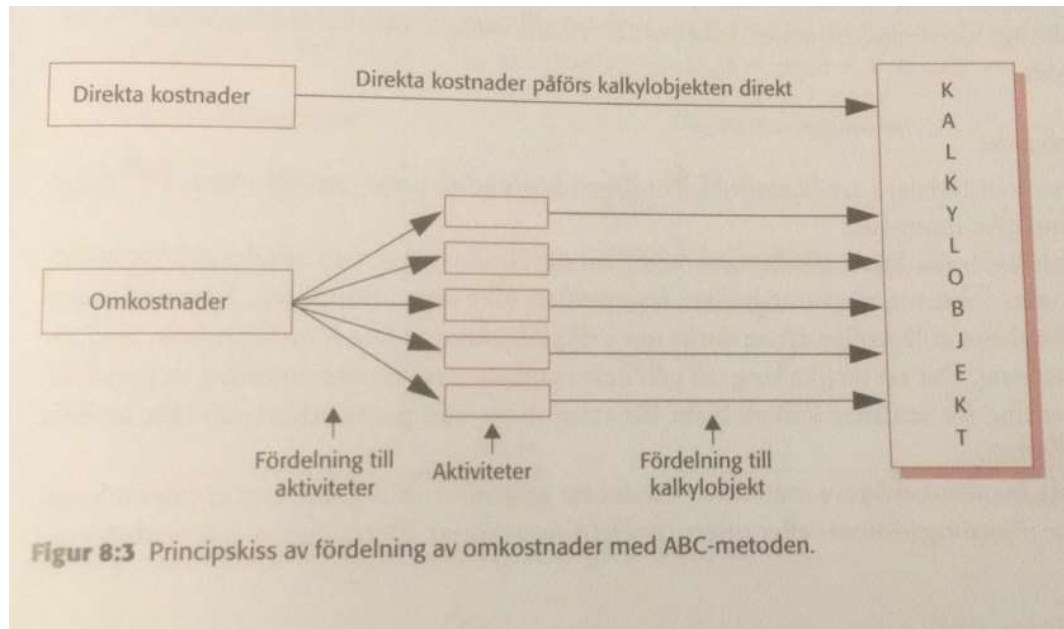 Direkta kostnader
Direkta kostnader påförs kalkylobjekten direkt
KALKYLOBJEKT
Omkostnader
Fördelning till
aktiviteter
Aktiviteter
Fördelning till
kalkylobjekt
Figur 8:3 Principskiss av fördelning av omkostnader med ABC-metoden.